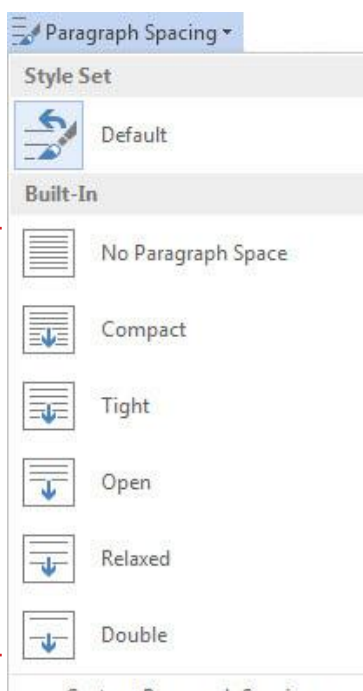 Paragraph Spacing
Style Set
Default
Built-In
No Paragraph Space
Compact
Tight
Open
Relaxed
Double